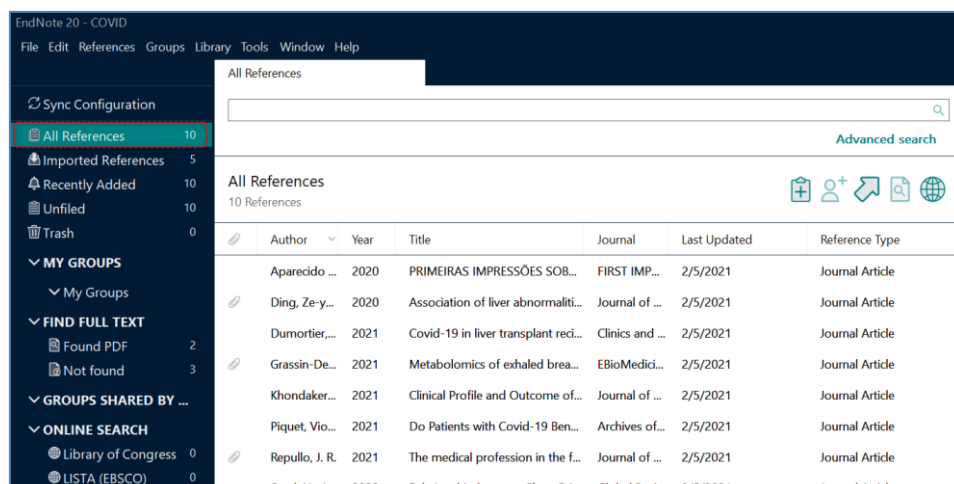 EndNote 20 - COVID
File Edit References Groups Library Tools Window Help
All References
Sync Configuration
All References 10
Advanced search
Imported References 5
Recently Added 10
All References
10 References
Unfiled 10
Trash 0
Author Year Title Journal Last Updated Reference Type
MY GROUPS
Aparecido ... 2020 PRIMEIRAS IMPRESSÕES SOB... FIRST IMP... 2/5/2021 Journal Article
My Groups
Ding, Ze-y... 2020 Association of liver abnormaliti... Journal of ... 2/5/2021 Journal Article
FIND FULL TEXT
Dumortier,... 2021 Covid-19 in liver transplant reci... Clinics and ... 2/5/2021 Journal Article
Found PDF 2
Grassin-De... 2021 Metabolomics of exhaled brea... EBioMedici... 2/5/2021 Journal Article
Not found 3
Khondaker... 2021 Clinical Profile and Outcome of... Journal of ... 2/5/2021 Journal Article
GROUPS SHARED BY ...
Piquet, Vio... 2021 Do Patients with Covid-19 Ben... Archives of... 2/5/2021 Journal Article
ONLINE SEARCH
Library of Congress 0
Repullo, J. R. 2021 The medical profession in the f... Journal of ... 2/5/2021 Journal Article
LISTA (EBSCO) 0